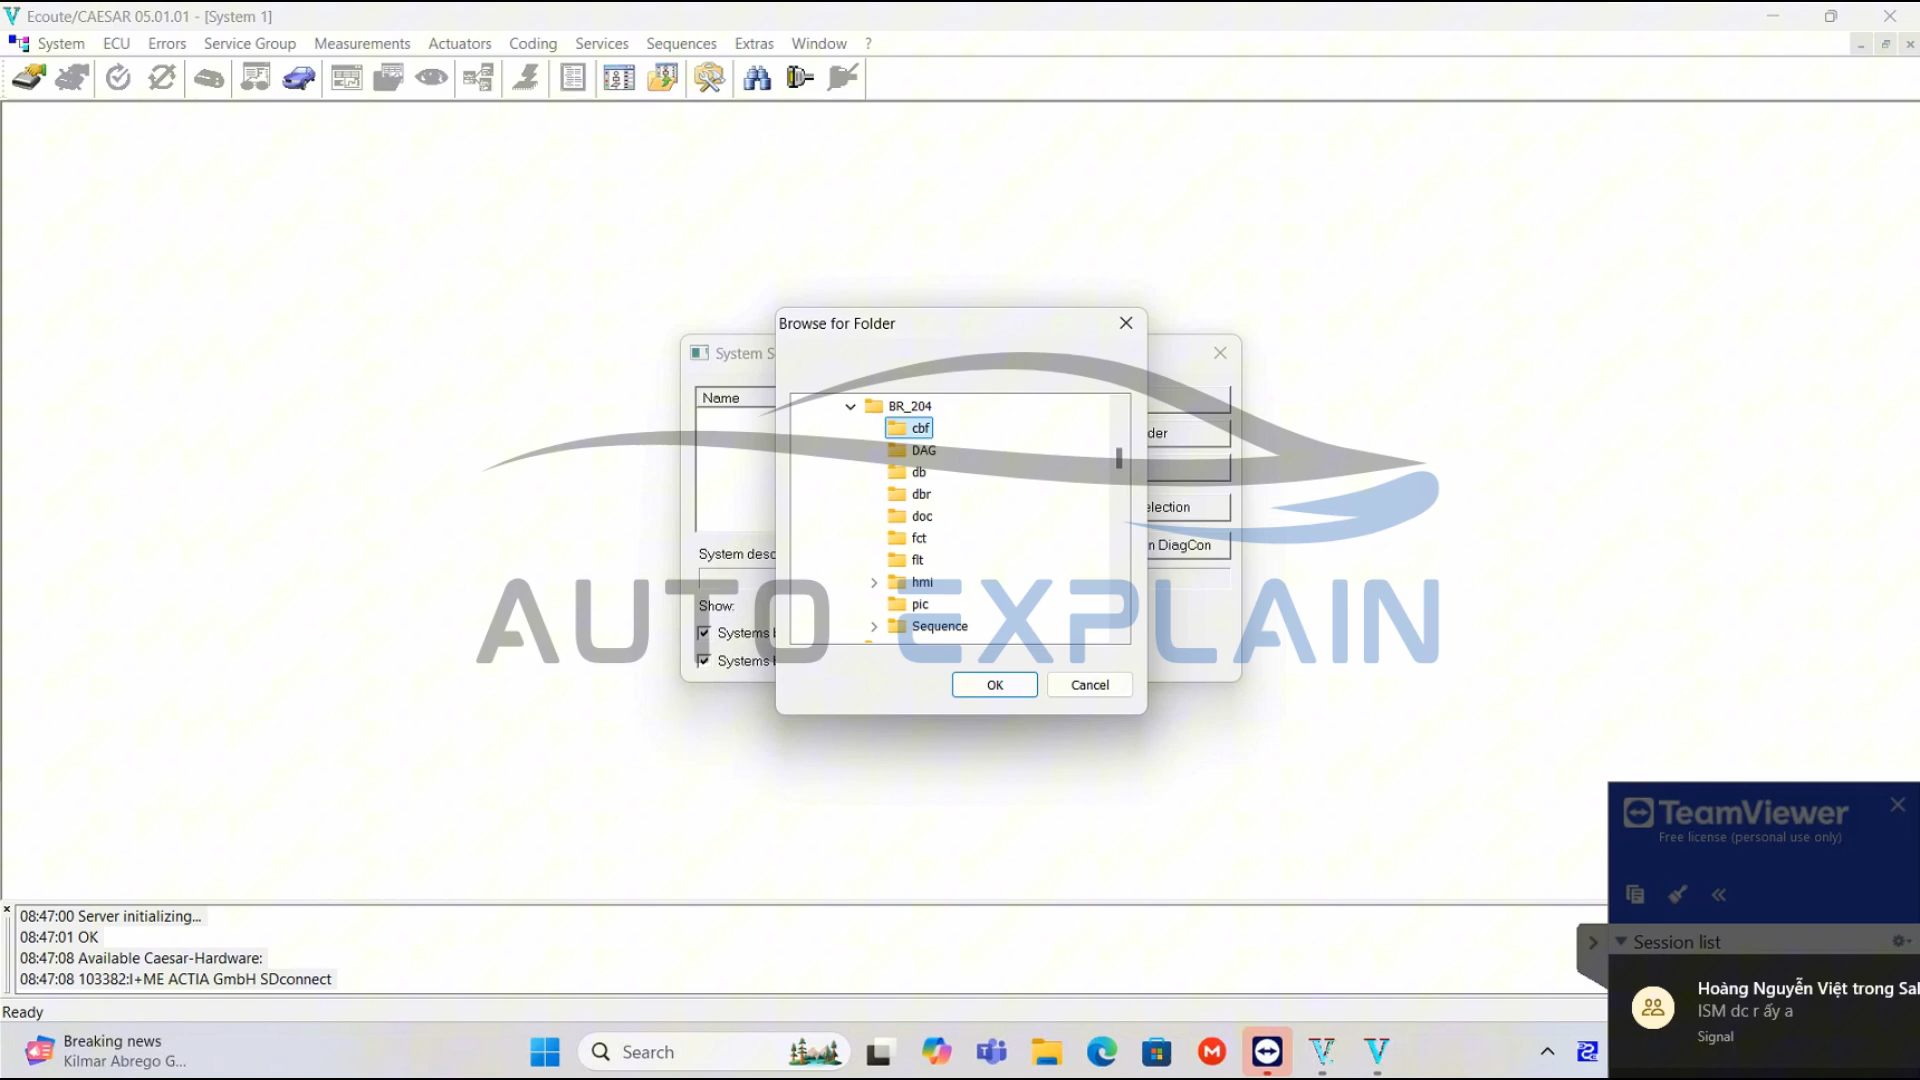 Ecoute/CAESAR 05.01.01 - [System 1]
System ECU Errors Service Group Measurements Actuators Coding Services Sequences Extras Window ?
Browse for Folder
System S
Name
BR_204
cbf
DAG
db
dbr
doc
fct
flt
hmi
pic
Sequence
der
election
n DiagCon
System desc
Show:
Systems
Systems
OK Cancel
AUTO EXPLAIN
TeamViewer
Free license (personal use only)
Session list
Hoàng Nguyễn Việt trong Sal
ISM dc r ấy a
Signal
08:47:00 Server initializing...
08:47:01 OK
08:47:08 Available Caesar-Hardware:
08:47:08 103382:I+ME ACTIA GmbH SDconnect
Ready
Breaking news
Kilmar Abrego G...
Search